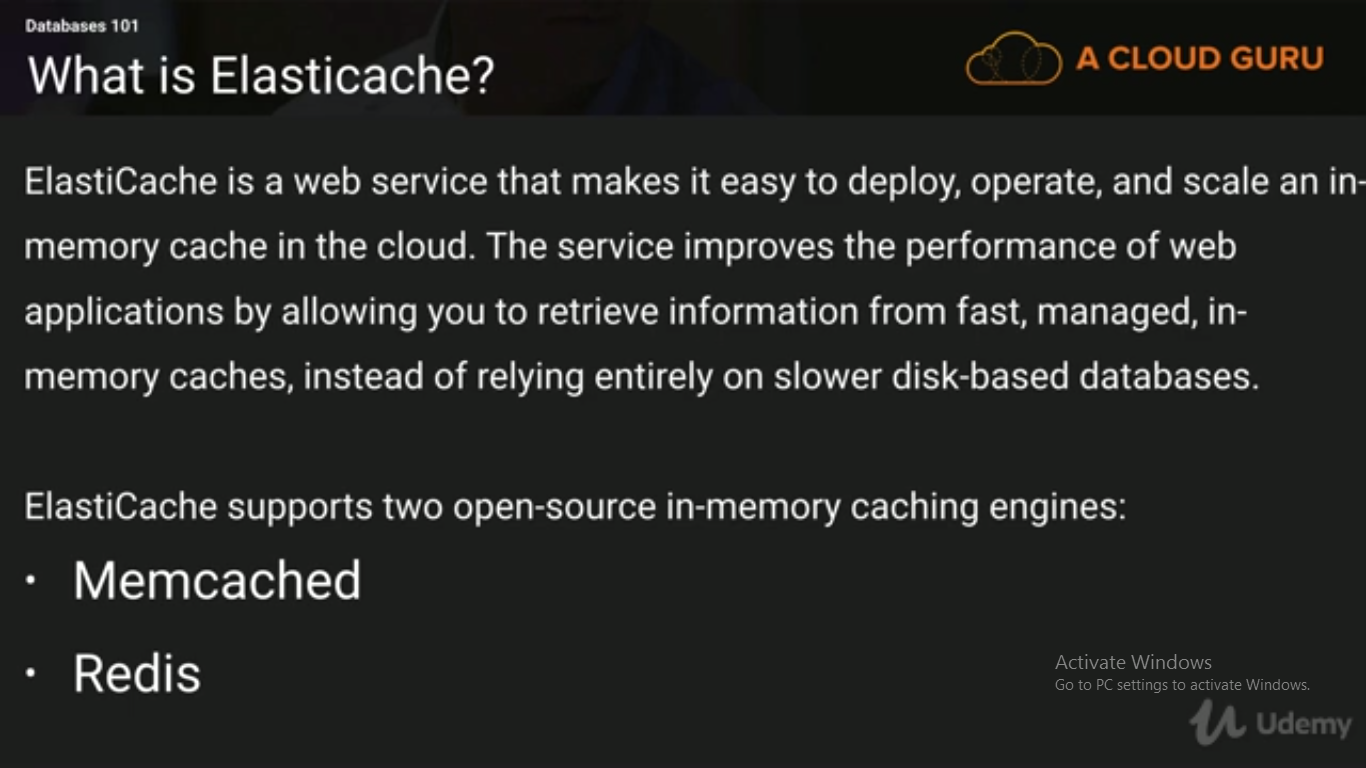 Databases 101
What is Elasticache?
A CLOUD GURU
ElastiCache is a web service that makes it easy to deploy, operate, and scale an in-
memory cache in the cloud. The service improves the performance of web
applications by allowing you to retrieve information from fast, managed, in-
memory caches, instead of relying entirely on slower disk-based databases.
ElastiCache supports two open-source in-memory caching engines:
• Memcached
• Redis
Activate Windows
Go to PC settings to activate Windows.
Udemy